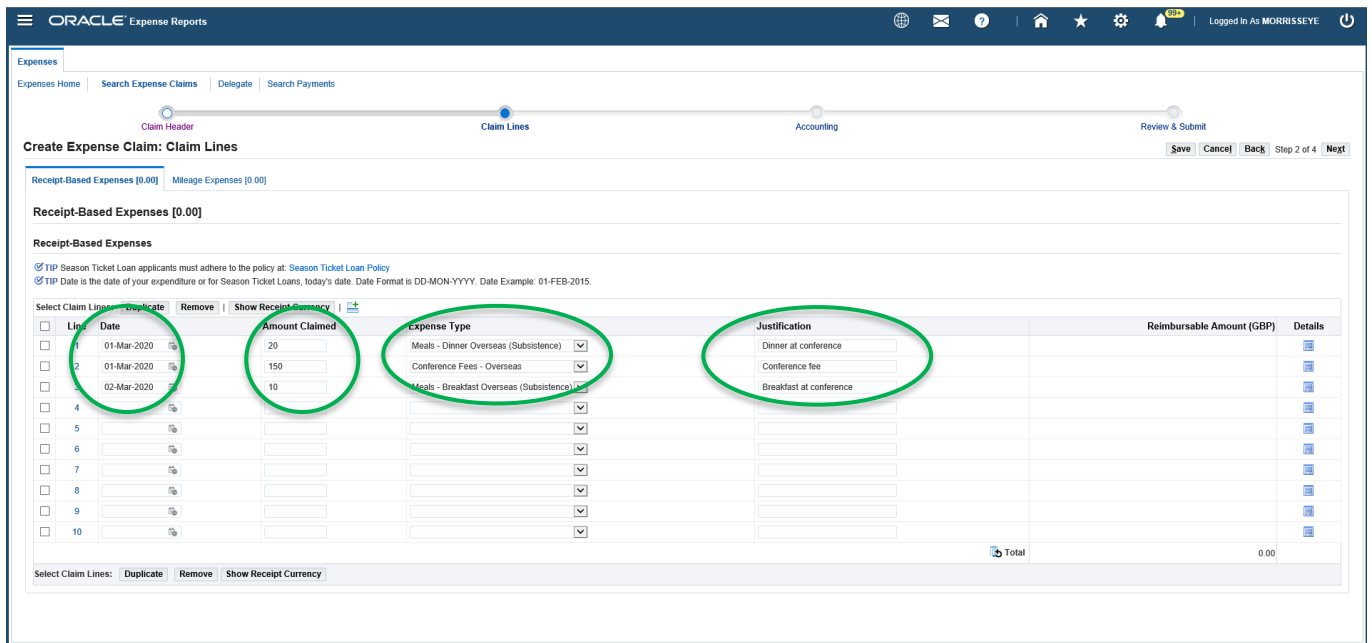 ORACLE Expense Reports 99+ Logged In As MORRISSEYE
Expenses
Expenses Home Search Expense Claims Delegate Search Payments
Claim Header Claim Lines Accounting Review & Submit
Create Expense Claim: Claim Lines Save Cancel Back Step 2 of 4 Next
Receipt-Based Expenses [0.00] Mileage Expenses [0.00]
Receipt-Based Expenses [0.00]
Receipt-Based Expenses
TIP Season Ticket Loan applicants must adhere to the policy at: Season Ticket Loan Policy
TIP Date is the date of your expenditure or for Season Ticket Loans, today's date. Date Format is DD-MON-YYYY. Date Example: 01-FEB-2015.
Select Claim Lines: Duplicate Remove | Show Receipt Currency |
Line Date Amount Claimed Expense Type Justification Reimbursable Amount (GBP) Details
1 01-Mar-2020 20 Meals - Dinner Overseas (Subsistence) Dinner at conference
2 01-Mar-2020 150 Conference Fees - Overseas Conference fee
3 02-Mar-2020 10 Meals - Breakfast Overseas (Subsistence) Breakfast at conference
4
5
6
7
8
9
10
Total 0.00
Select Claim Lines: Duplicate Remove Show Receipt Currency